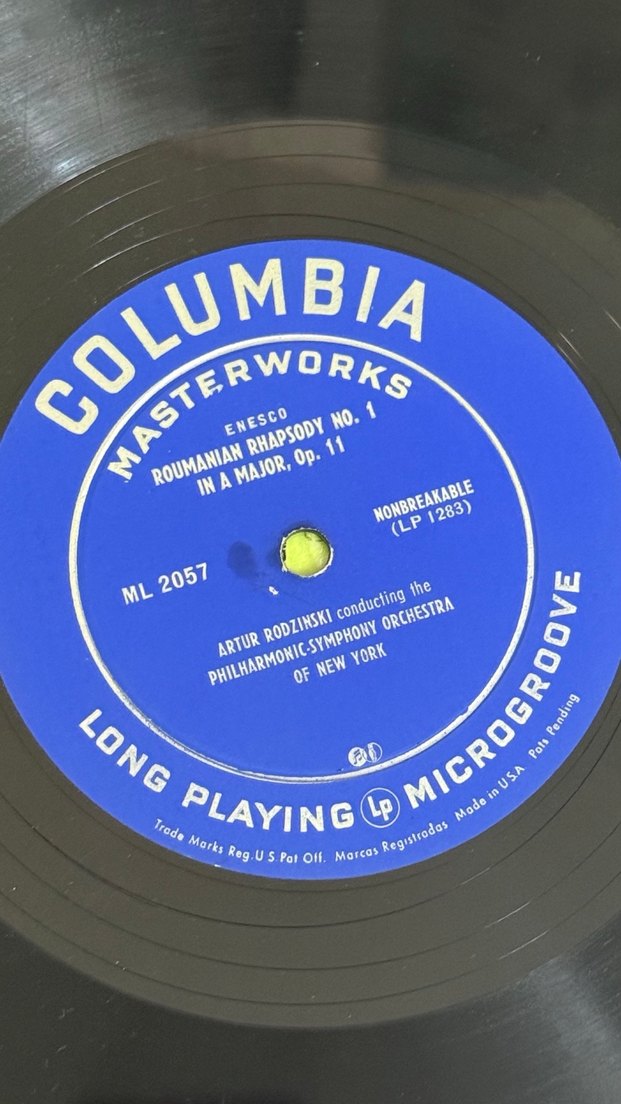 COLUMBIA
MASTERWORKS
ENESCO
ROUMANIAN RHAPSODY NO. 1
IN A MAJOR, Op. 11
NONBREAKABLE
(LP 1283)
ML 2057
ARTUR RODZINSKI conducting the
PHILHARMONIC-SYMPHONY ORCHESTRA
OF NEW YORK
LONG PLAYING Lp MICROGROOVE
Trade Marks Reg. U.S. Pat Off. Marcas Registradas Made in U.S.A Pats Pending